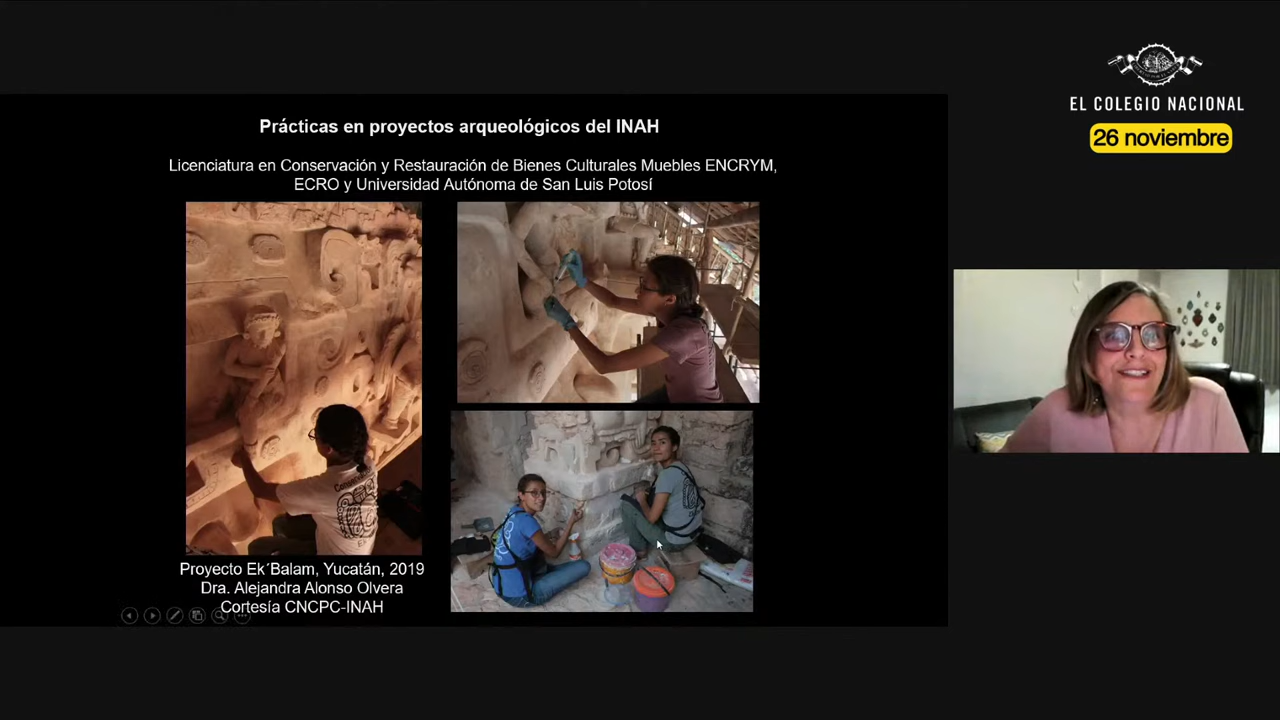 Prácticas en proyectos arqueológicos del INAH
Licenciatura en Conservación y Restauración de Bienes Culturales Muebles ENCRYM,
ECRO y Universidad Autónoma de San Luis Potosí
Proyecto Ek´Balam, Yucatán, 2019
Dra. Alejandra Alonso Olvera
Cortesía CNCPC-INAH
EL COLEGIO NACIONAL
26 noviembre